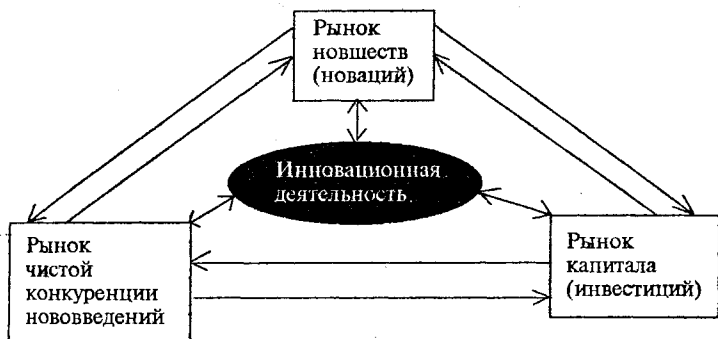 Рынок
новшеств
(новаций)
Инновационная
деятельность
Рынок
чистой
конкуренции
нововведений
Рынок
капитала
(инвестиций)